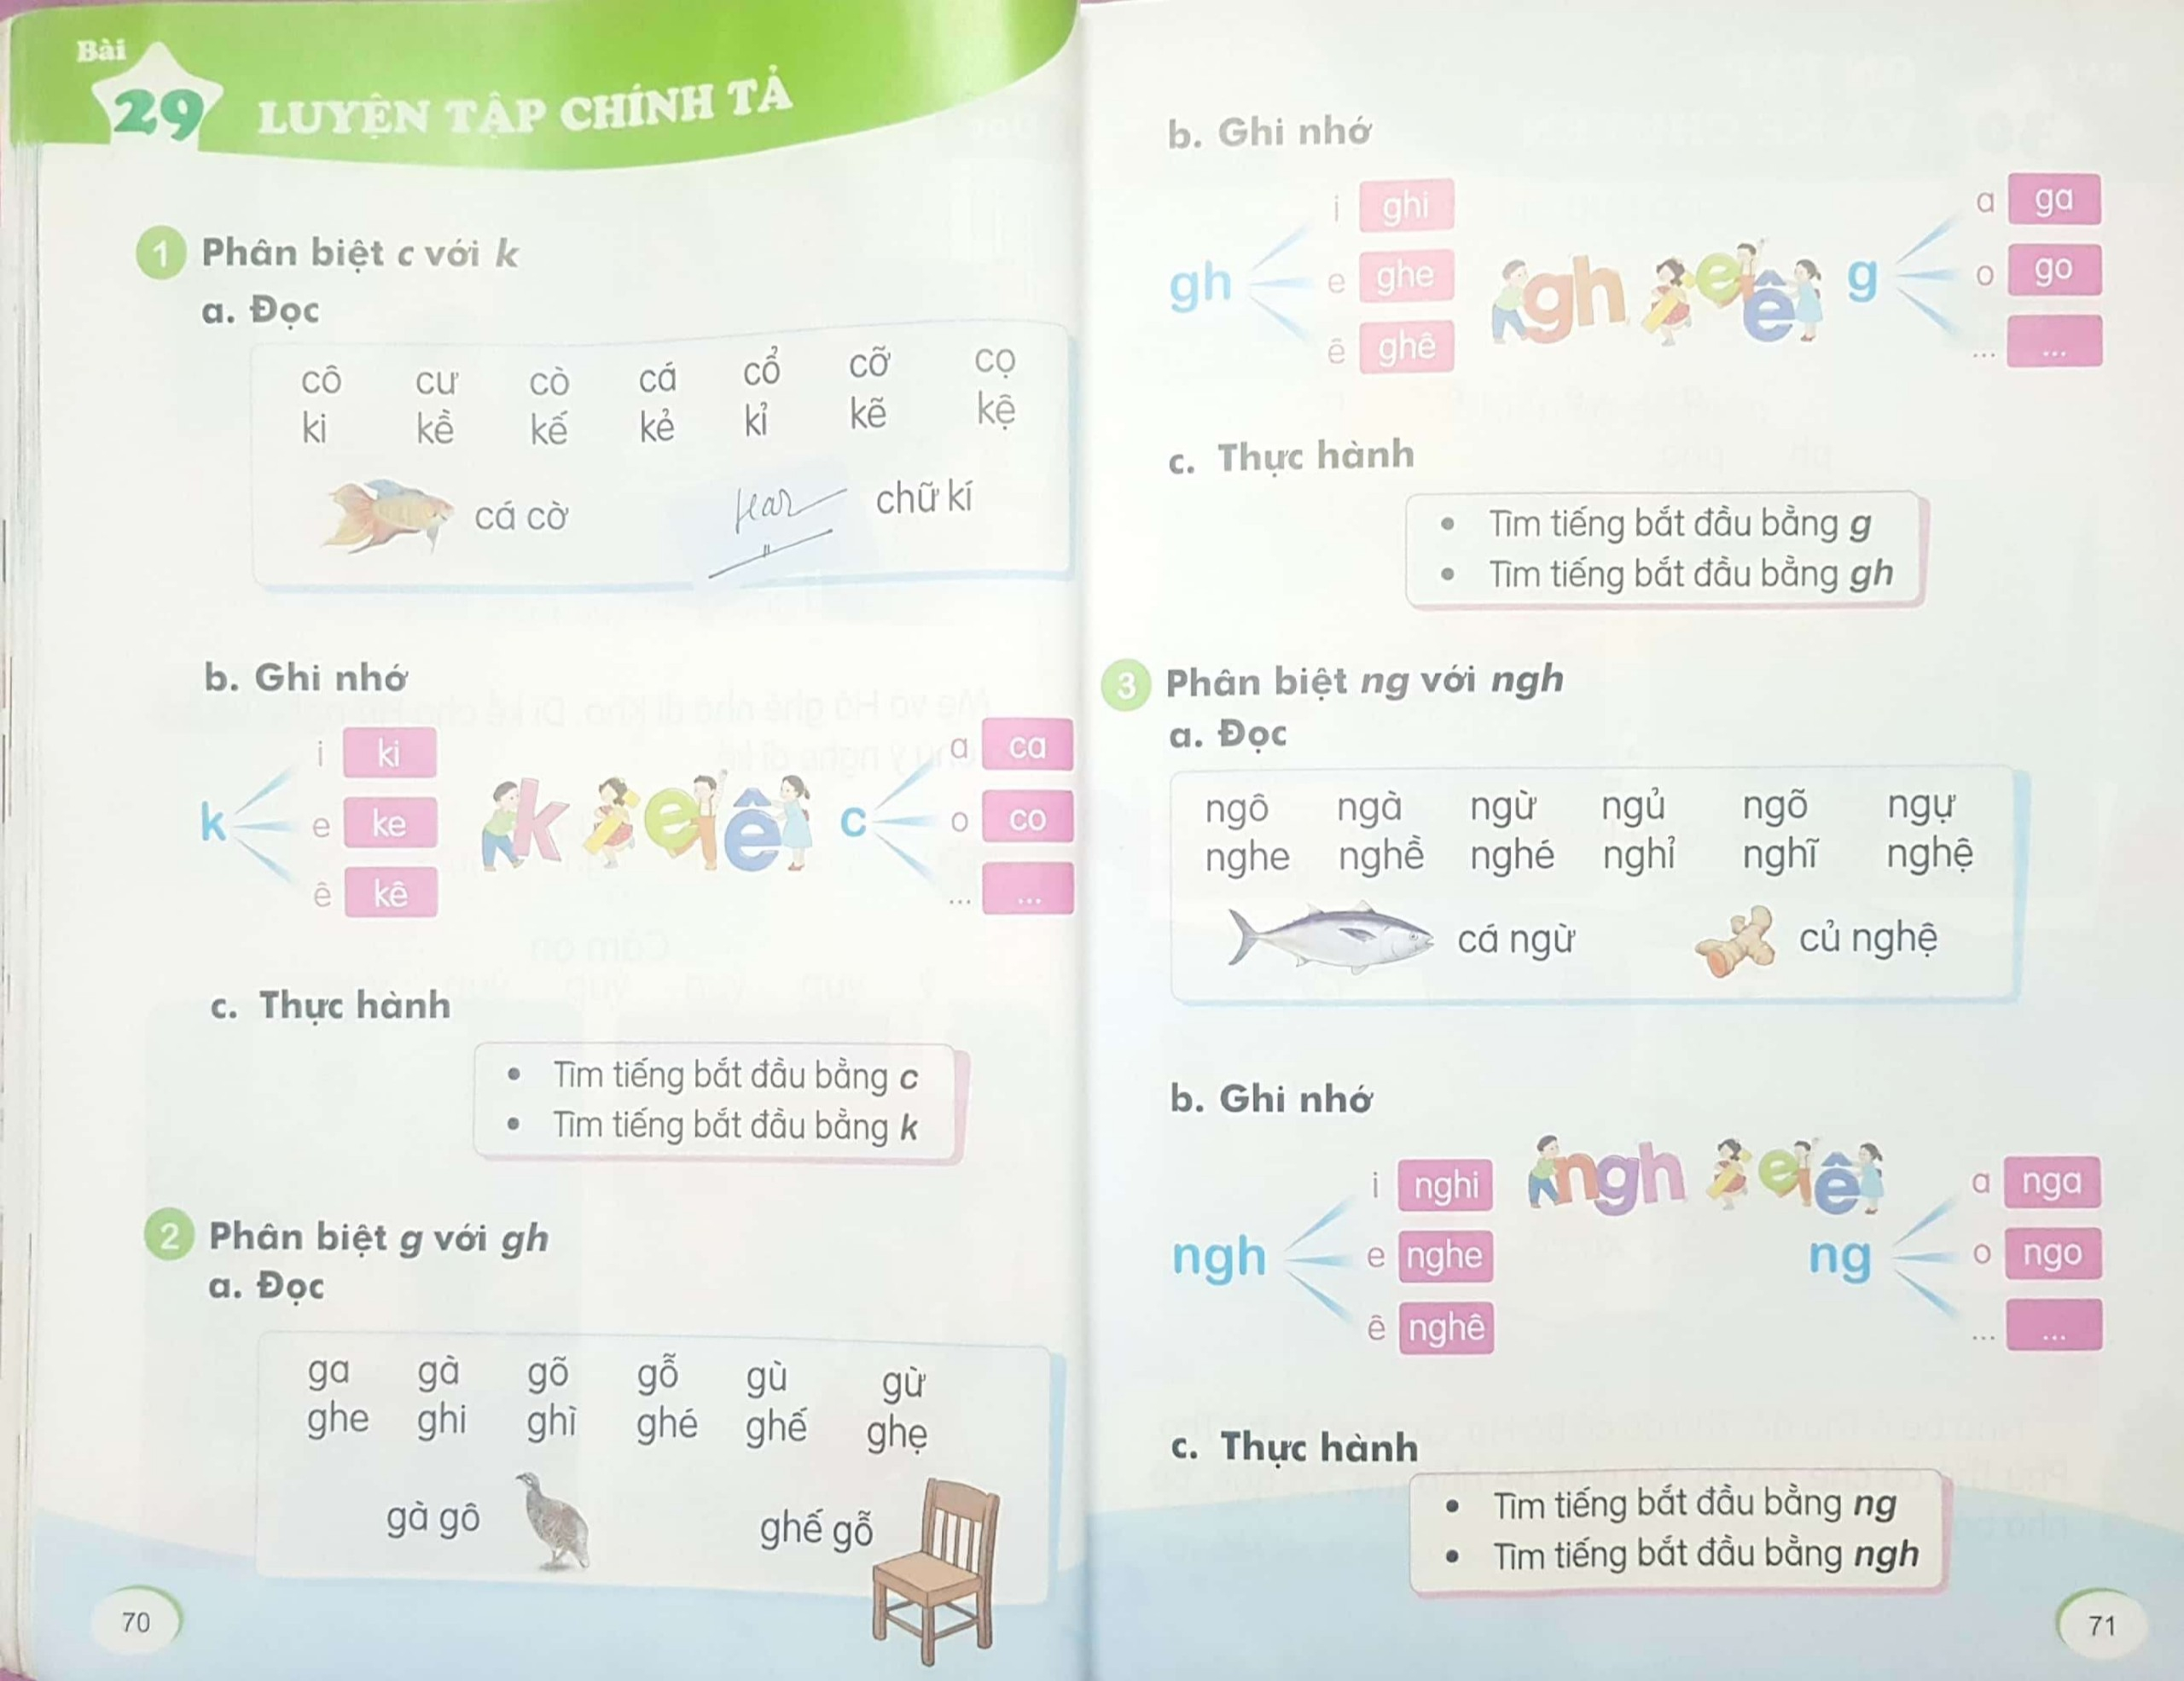 Bài
29 LUYỆN TẬP CHÍNH TẢ
1 Phân biệt c với k
a. Đọc
cô cư cò cá cổ cỡ cọ
ki kề kế kẻ kỉ kẽ kệ
cá cờ chữ kí
b. Ghi nhớ
i ki
k e ke
ê kê
k e i ê
a ca
c o co
... ...
c. Thực hành
• Tìm tiếng bắt đầu bằng c
• Tìm tiếng bắt đầu bằng k
2 Phân biệt g với gh
a. Đọc
ga gà gõ gỗ gù gừ
ghe ghi ghì ghé ghế ghẹ
gà gô ghế gỗ
70
b. Ghi nhớ
i ghi
gh e ghe
ê ghê
gh e i ê
a ga
g o go
... ...
c. Thực hành
• Tìm tiếng bắt đầu bằng g
• Tìm tiếng bắt đầu bằng gh
3 Phân biệt ng với ngh
a. Đọc
ngô ngà ngừ ngủ ngõ ngự
nghe nghề nghé nghỉ nghĩ nghệ
cá ngừ củ nghệ
b. Ghi nhớ
i nghi
ngh e nghe
ê nghê
ngh e i ê
a nga
ng o ngo
... ...
c. Thực hành
• Tìm tiếng bắt đầu bằng ng
• Tìm tiếng bắt đầu bằng ngh
71